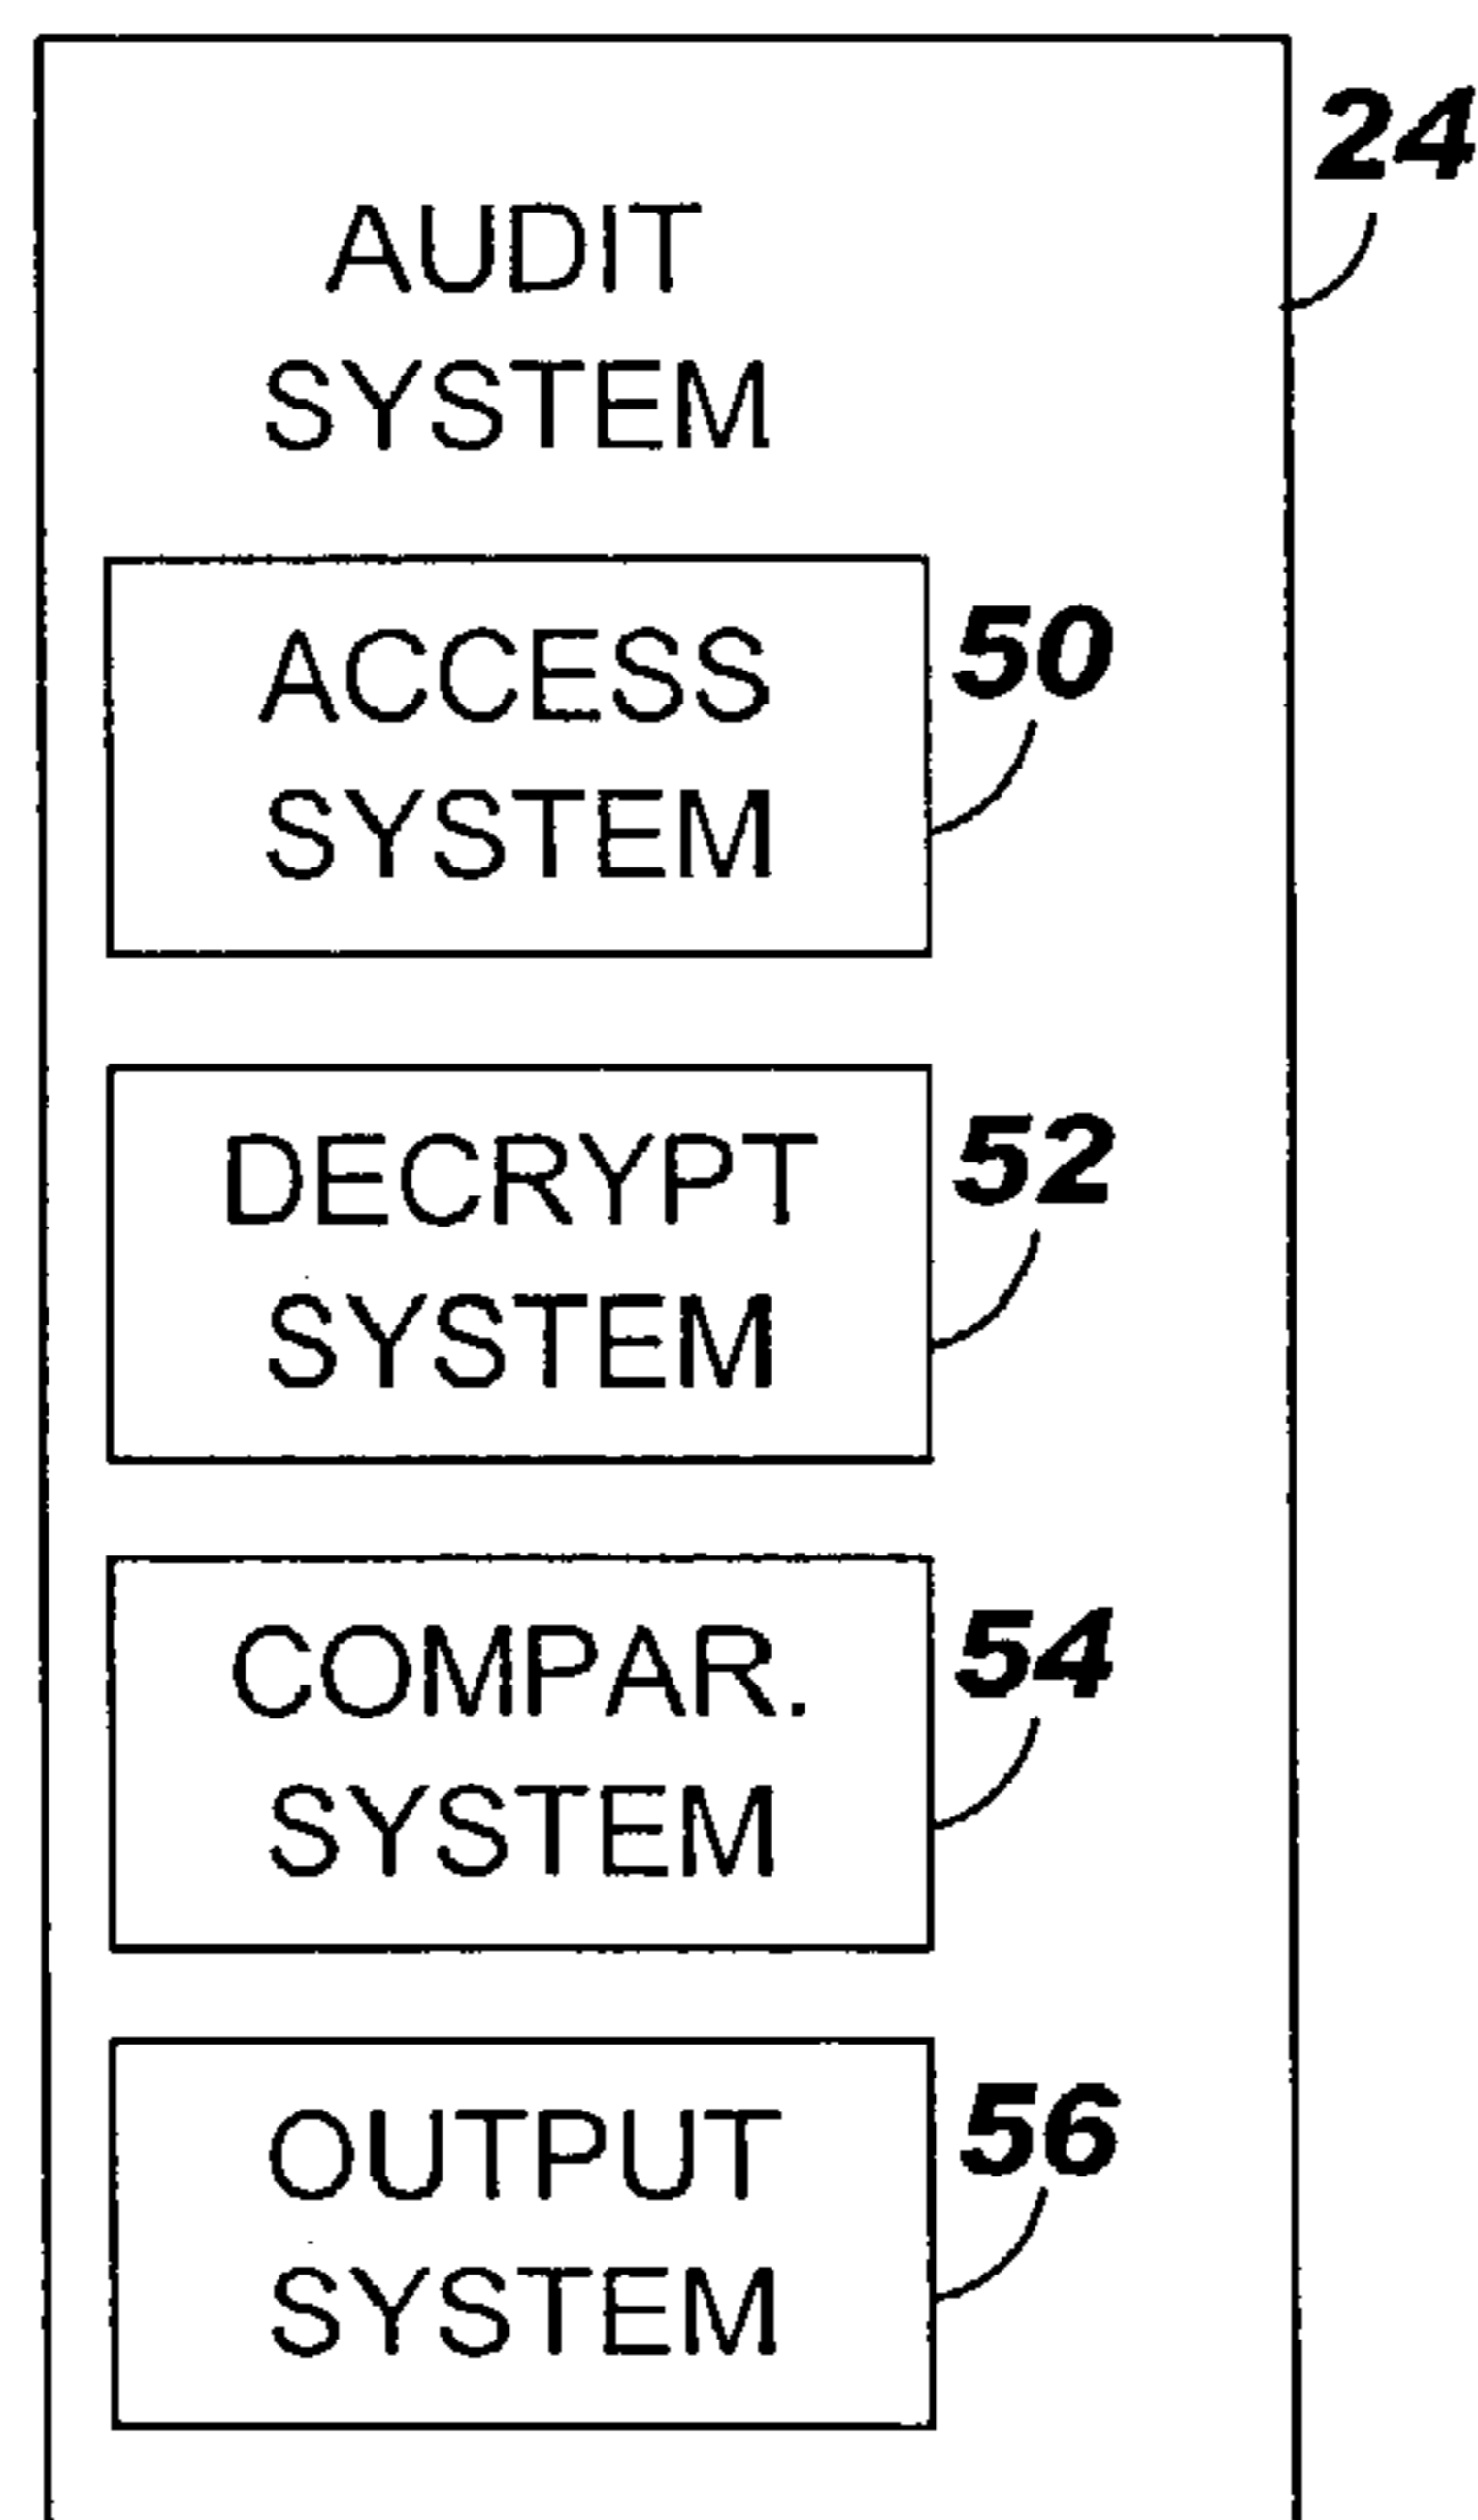 24
AUDIT
SYSTEM
50
ACCESS
SYSTEM
52
DECRYPT
SYSTEM
54
COMPAR.
SYSTEM
56
OUTPUT
SYSTEM